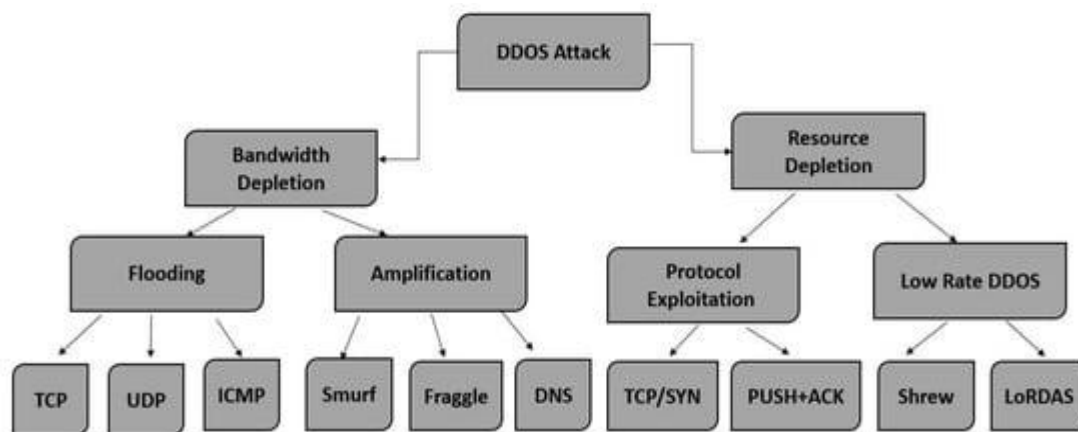 DDOS Attack
Bandwidth
Depletion
Resource
Depletion
Flooding
Amplification
Protocol
Exploitation
Low Rate DDOS
TCP
UDP
ICMP
Smurf
Fraggle
DNS
TCP/SYN
PUSH+ACK
Shrew
LoRDAS